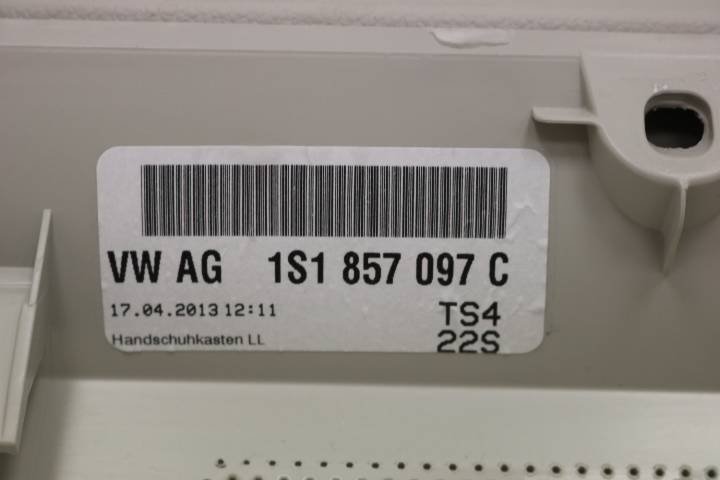 VW AG 1S1 857 097 C
17.04.2013 12:11 TS4
Handschuhkasten LL 22S